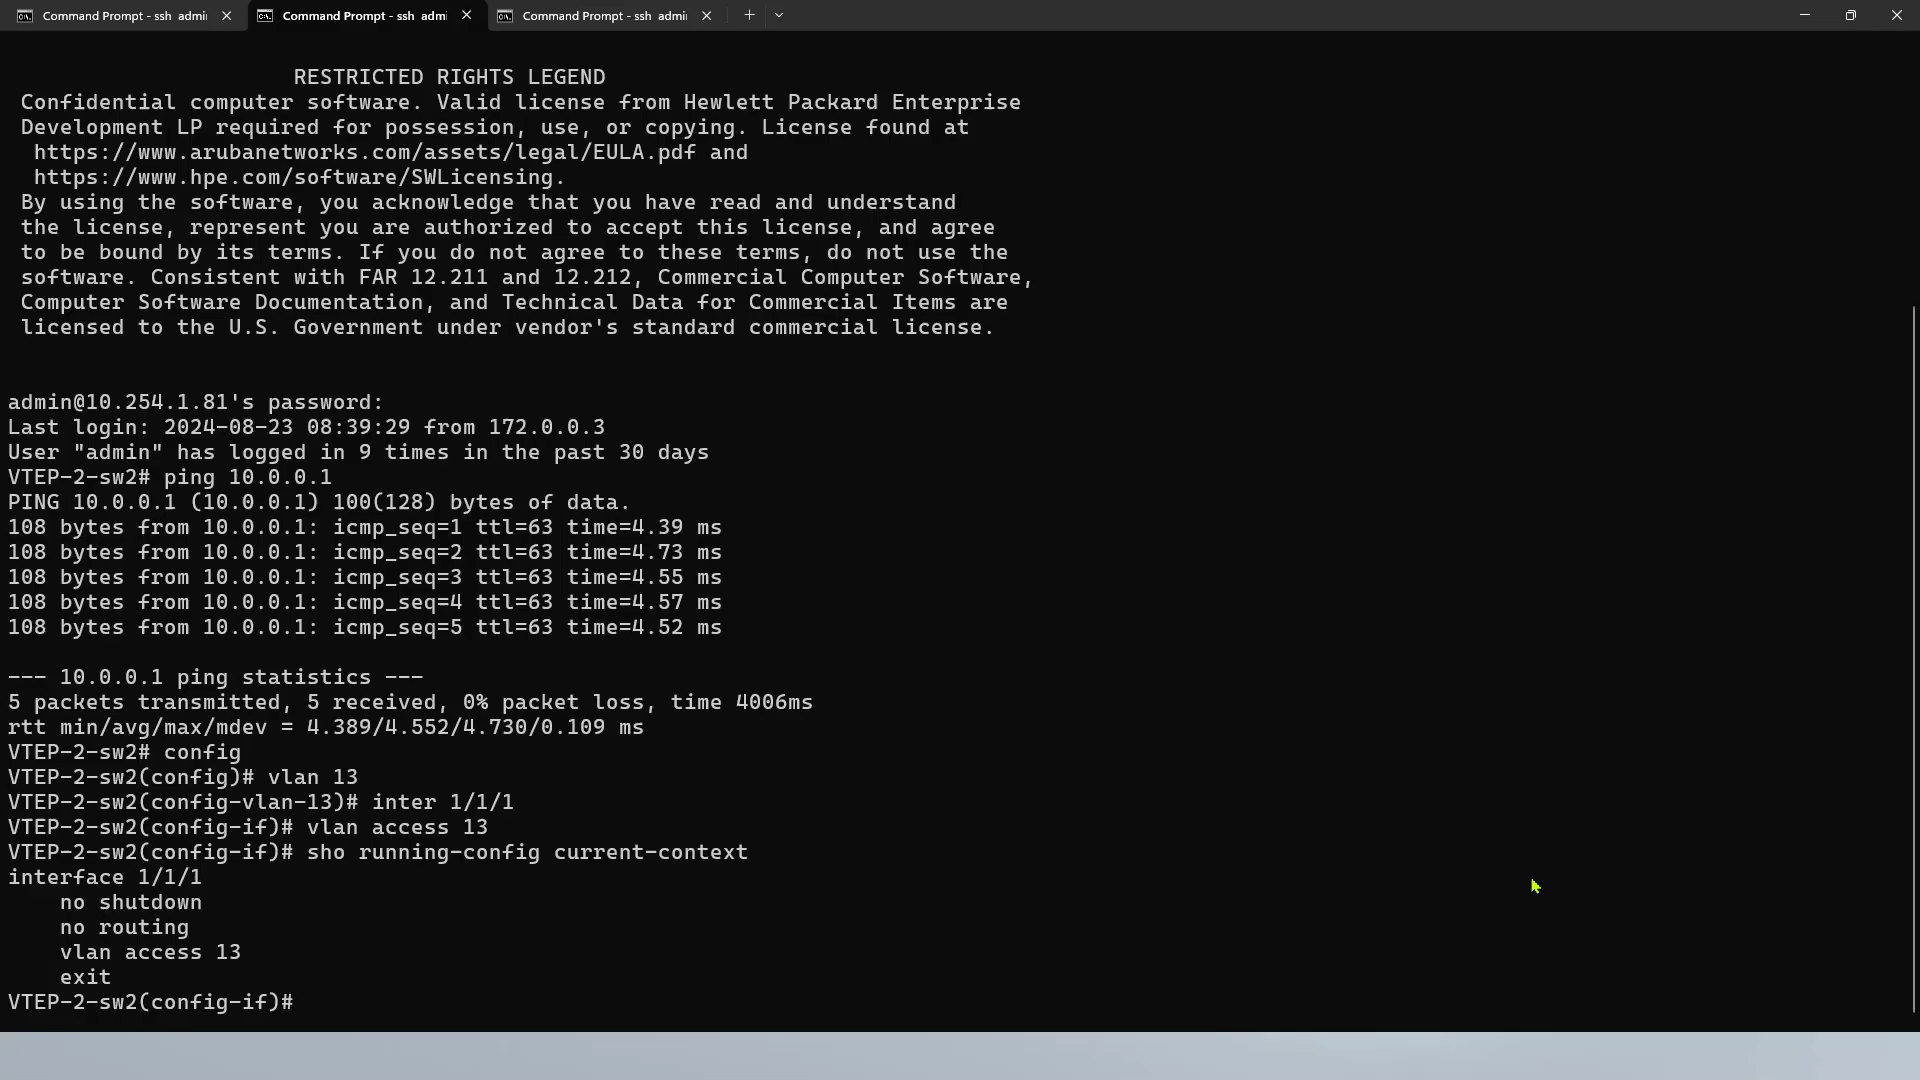 Command Prompt - ssh admi
Command Prompt - ssh admi
Command Prompt - ssh admi
RESTRICTED RIGHTS LEGEND
Confidential computer software. Valid license from Hewlett Packard Enterprise
Development LP required for possession, use, or copying. License found at
https://www.arubanetworks.com/assets/legal/EULA.pdf and
https://www.hpe.com/software/SWLicensing.
By using the software, you acknowledge that you have read and understand
the license, represent you are authorized to accept this license, and agree
to be bound by its terms. If you do not agree to these terms, do not use the
software. Consistent with FAR 12.211 and 12.212, Commercial Computer Software,
Computer Software Documentation, and Technical Data for Commercial Items are
licensed to the U.S. Government under vendor's standard commercial license.
admin@10.254.1.81's password:
Last login: 2024-08-23 08:39:29 from 172.0.0.3
User "admin" has logged in 9 times in the past 30 days
VTEP-2-sw2# ping 10.0.0.1
PING 10.0.0.1 (10.0.0.1) 100(128) bytes of data.
108 bytes from 10.0.0.1: icmp_seq=1 ttl=63 time=4.39 ms
108 bytes from 10.0.0.1: icmp_seq=2 ttl=63 time=4.73 ms
108 bytes from 10.0.0.1: icmp_seq=3 ttl=63 time=4.55 ms
108 bytes from 10.0.0.1: icmp_seq=4 ttl=63 time=4.57 ms
108 bytes from 10.0.0.1: icmp_seq=5 ttl=63 time=4.52 ms
--- 10.0.0.1 ping statistics ---
5 packets transmitted, 5 received, 0% packet loss, time 4006ms
rtt min/avg/max/mdev = 4.389/4.552/4.730/0.109 ms
VTEP-2-sw2# config
VTEP-2-sw2(config)# vlan 13
VTEP-2-sw2(config-vlan-13)# inter 1/1/1
VTEP-2-sw2(config-if)# vlan access 13
VTEP-2-sw2(config-if)# sho running-config current-context
interface 1/1/1
no shutdown
no routing
vlan access 13
exit
VTEP-2-sw2(config-if)#